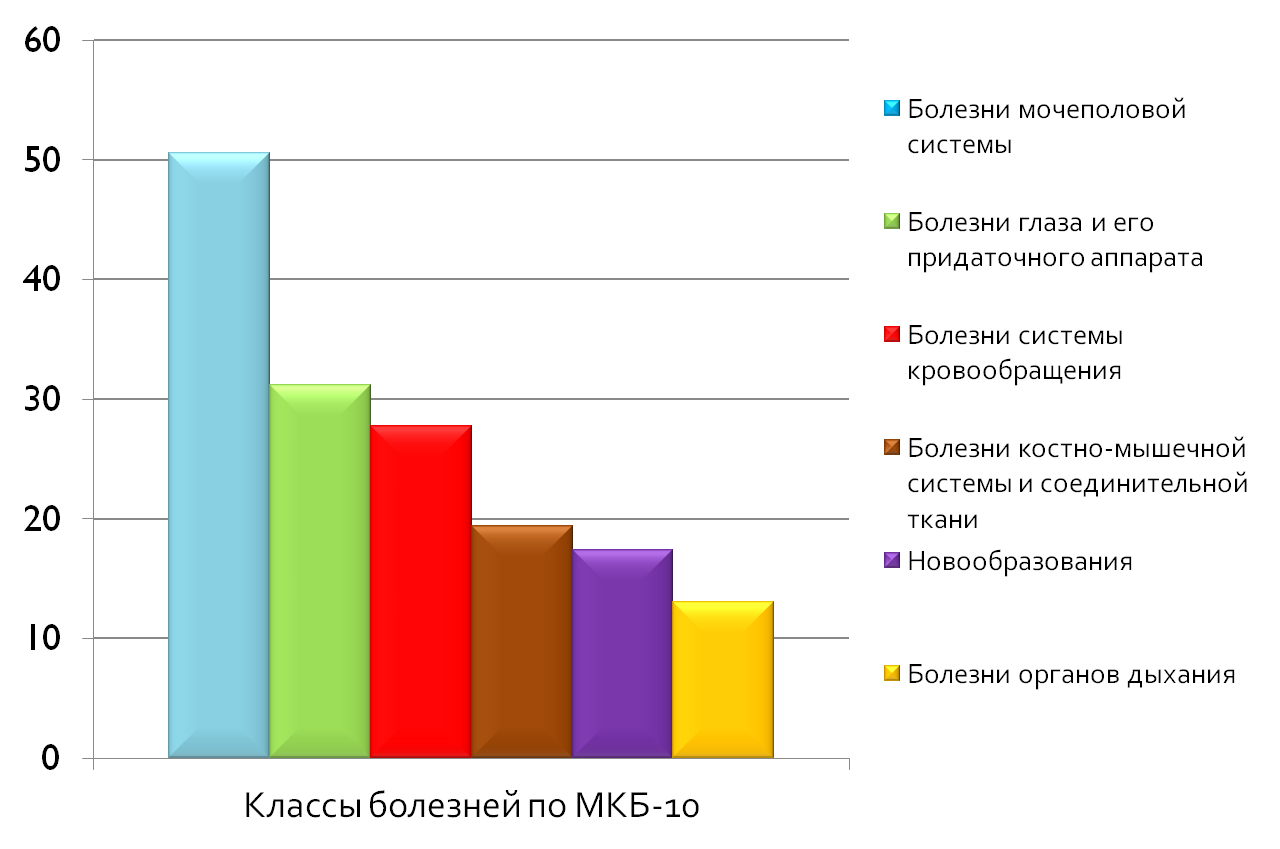 60
50
40
30
20
10
0
Классы болезней по МКБ-10
Болезни мочеполовой
системы
Болезни глаза и его
придаточного аппарата
Болезни системы
кровообращения
Болезни костно-мышечной
системы и соединительной
ткани
Новообразования
Болезни органов дыхания